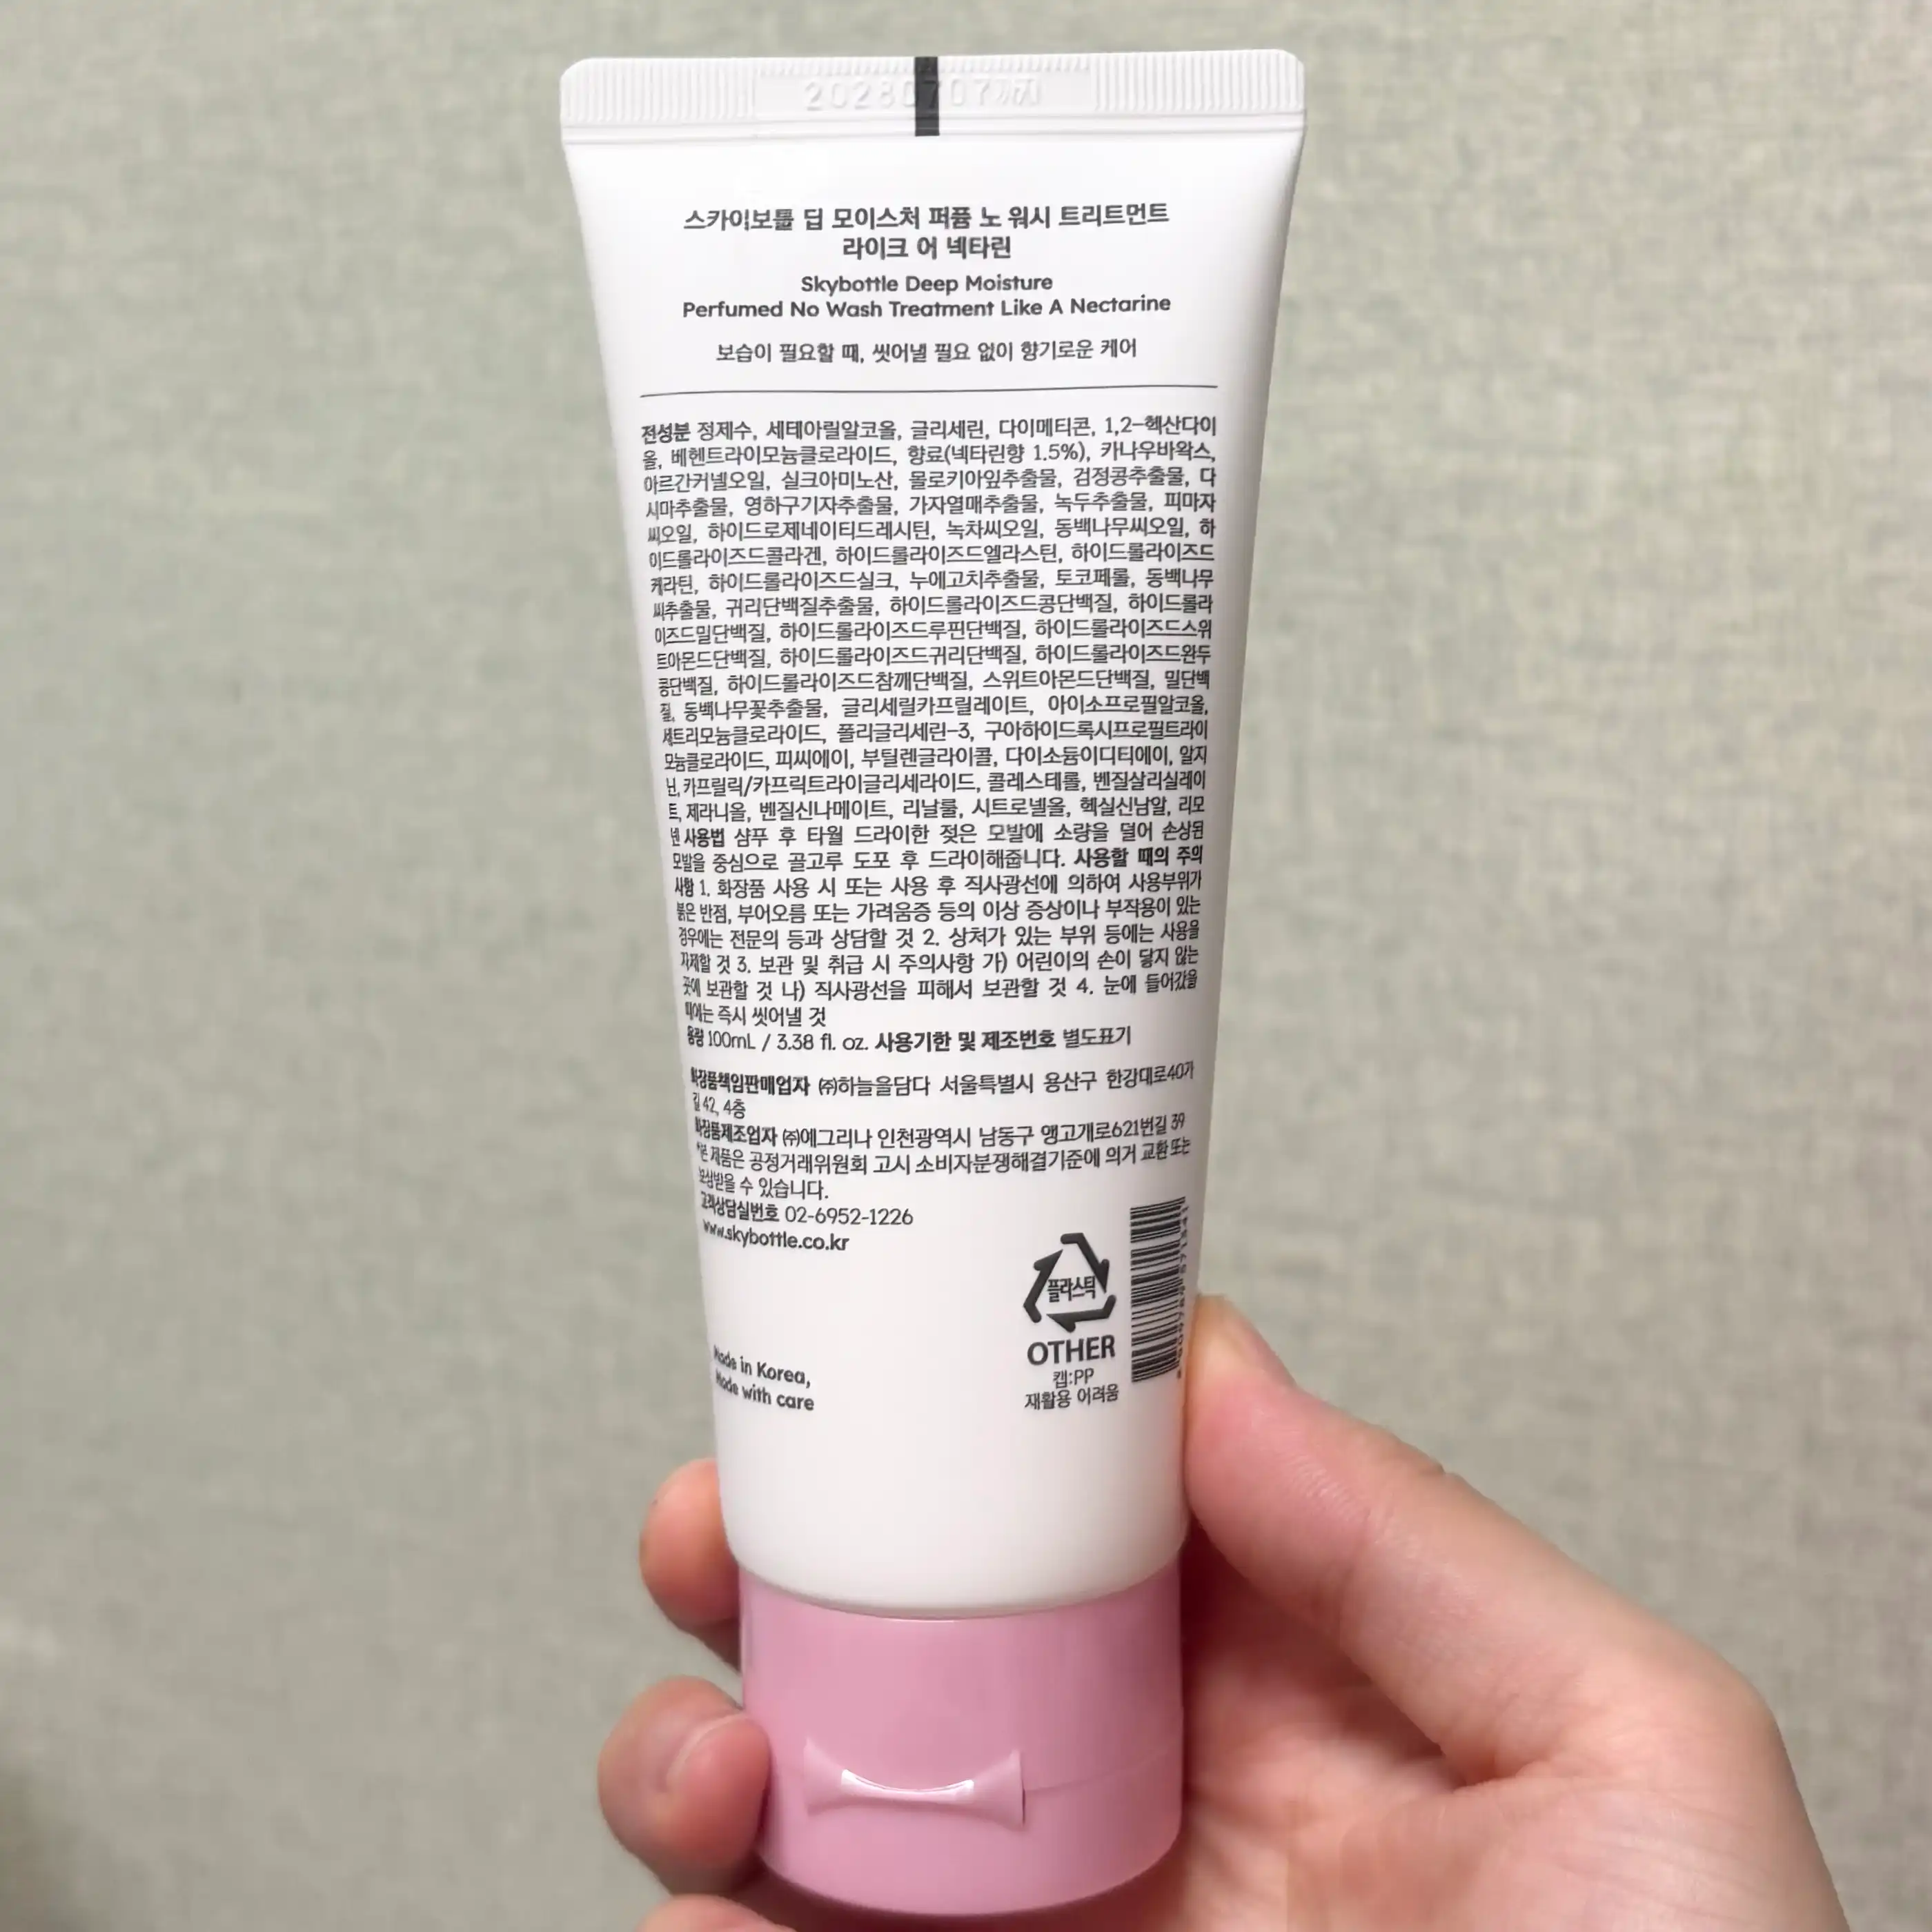 20280707까지
스카이보틀 딥 모이스처 퍼퓸 노 워시 트리트먼트
라이크 어 넥타린
Skybottle Deep Moisture
Perfumed No Wash Treatment Like A Nectarine
보습이 필요할 때, 씻어낼 필요 없이 향기로운 케어
전성분 정제수, 세테아릴알코올, 글리세린, 다이메티콘, 1,2-헥산다이
올, 베헨트라이모늄클로라이드, 향료(넥타린향 1.5%), 카나우바왁스,
아르간커넬오일, 실크아미노산, 몰로키아잎추출물, 검정콩추출물, 다
시마추출물, 영하구기자추출물, 가자열매추출물, 녹두추출물, 피마자
씨오일, 하이드로제네이티드레시틴, 녹차씨오일, 동백나무씨오일, 하
이드롤라이즈드콜라겐, 하이드롤라이즈드엘라스틴, 하이드롤라이즈드
케라틴, 하이드롤라이즈드실크, 누에고치추출물, 토코페롤, 동백나무
씨추출물, 귀리단백질추출물, 하이드롤라이즈드콩단백질, 하이드롤라
이즈드밀단백질, 하이드롤라이즈드루핀단백질, 하이드롤라이즈드스위
트아몬드단백질, 하이드롤라이즈드귀리단백질, 하이드롤라이즈드완두
콩단백질, 하이드롤라이즈드참깨단백질, 스위트아몬드단백질, 밀단백
질, 동백나무꽃추출물, 글리세릴카프릴레이트, 아이소프로필알코올,
세트리모늄클로라이드, 폴리글리세린-3, 구아하이드록시프로필트라이
모늄클로라이드, 피씨에이, 부틸렌글라이콜, 다이소듐이디티에이, 알지
닌, 카프릴릭/카프릭트라이글리세라이드, 콜레스테롤, 벤질살리실레이
트, 제라니올, 벤질신나메이트, 리날룰, 시트로넬올, 헥실신남알, 리모
넨 사용법 샴푸 후 타월 드라이한 젖은 모발에 소량을 덜어 손상된
모발을 중심으로 골고루 도포 후 드라이해줍니다. 사용할 때의 주의
사항 1. 화장품 사용 시 또는 사용 후 직사광선에 의하여 사용부위가
붉은 반점, 부어오름 또는 가려움증 등의 이상 증상이나 부작용이 있는
경우에는 전문의 등과 상담할 것 2. 상처가 있는 부위 등에는 사용을
자제할 것 3. 보관 및 취급 시 주의사항 가) 어린이의 손이 닿지 않는
곳에 보관할 것 나) 직사광선을 피해서 보관할 것 4. 눈에 들어갔을
때에는 즉시 씻어낼 것
용량 100mL / 3.38 fl. oz. 사용기한 및 제조번호 별도표기
화장품책임판매업자 ㈜하늘을담다 서울특별시 용산구 한강대로40가
길 42, 4층
화장품제조업자 ㈜에그리나 인천광역시 남동구 앵고개로621번길 39
*본 제품은 공정거래위원회 고시 소비자분쟁해결기준에 의거 교환 또는
보상받을 수 있습니다.
고객상담실번호 02-6952-1226
www.skybottle.co.kr
플라스틱
OTHER
캡:PP
재활용 어려움
Made in Korea,
Made with care